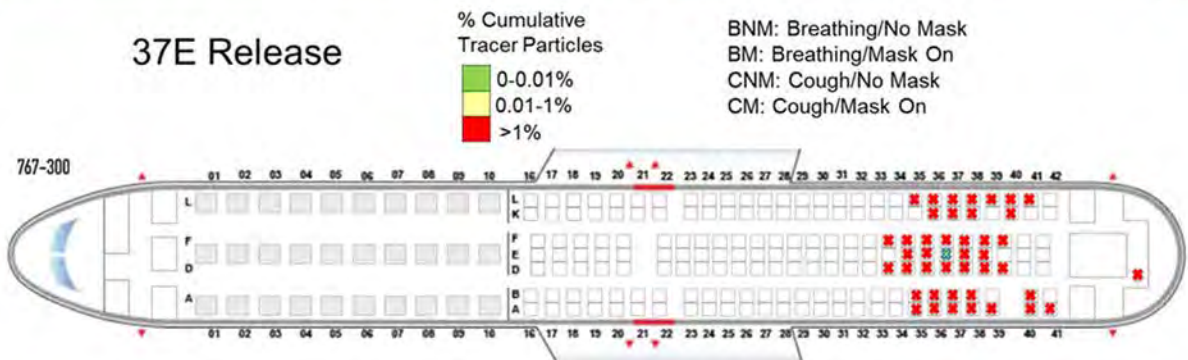 37E Release
% Cumulative
Tracer Particles
0-0.01%
0.01-1%
>1%
BNM: Breathing/No Mask
BM: Breathing/Mask On
CNM: Cough/No Mask
CM: Cough/Mask On
767-300
01 02 03 04 05 06 07 08 09 10 16 17 18 19 20 21 22 23 24 25 26 27 28 29 30 31 32 33 34 35 36 37 38 39 40 41 42
L L
K
F F
E
D D
B
A A
01 02 03 04 05 06 07 08 09 10 16 17 18 19 20 21 22 23 24 25 26 27 28 29 30 31 32 33 34 35 36 37 38 39 40 41 42